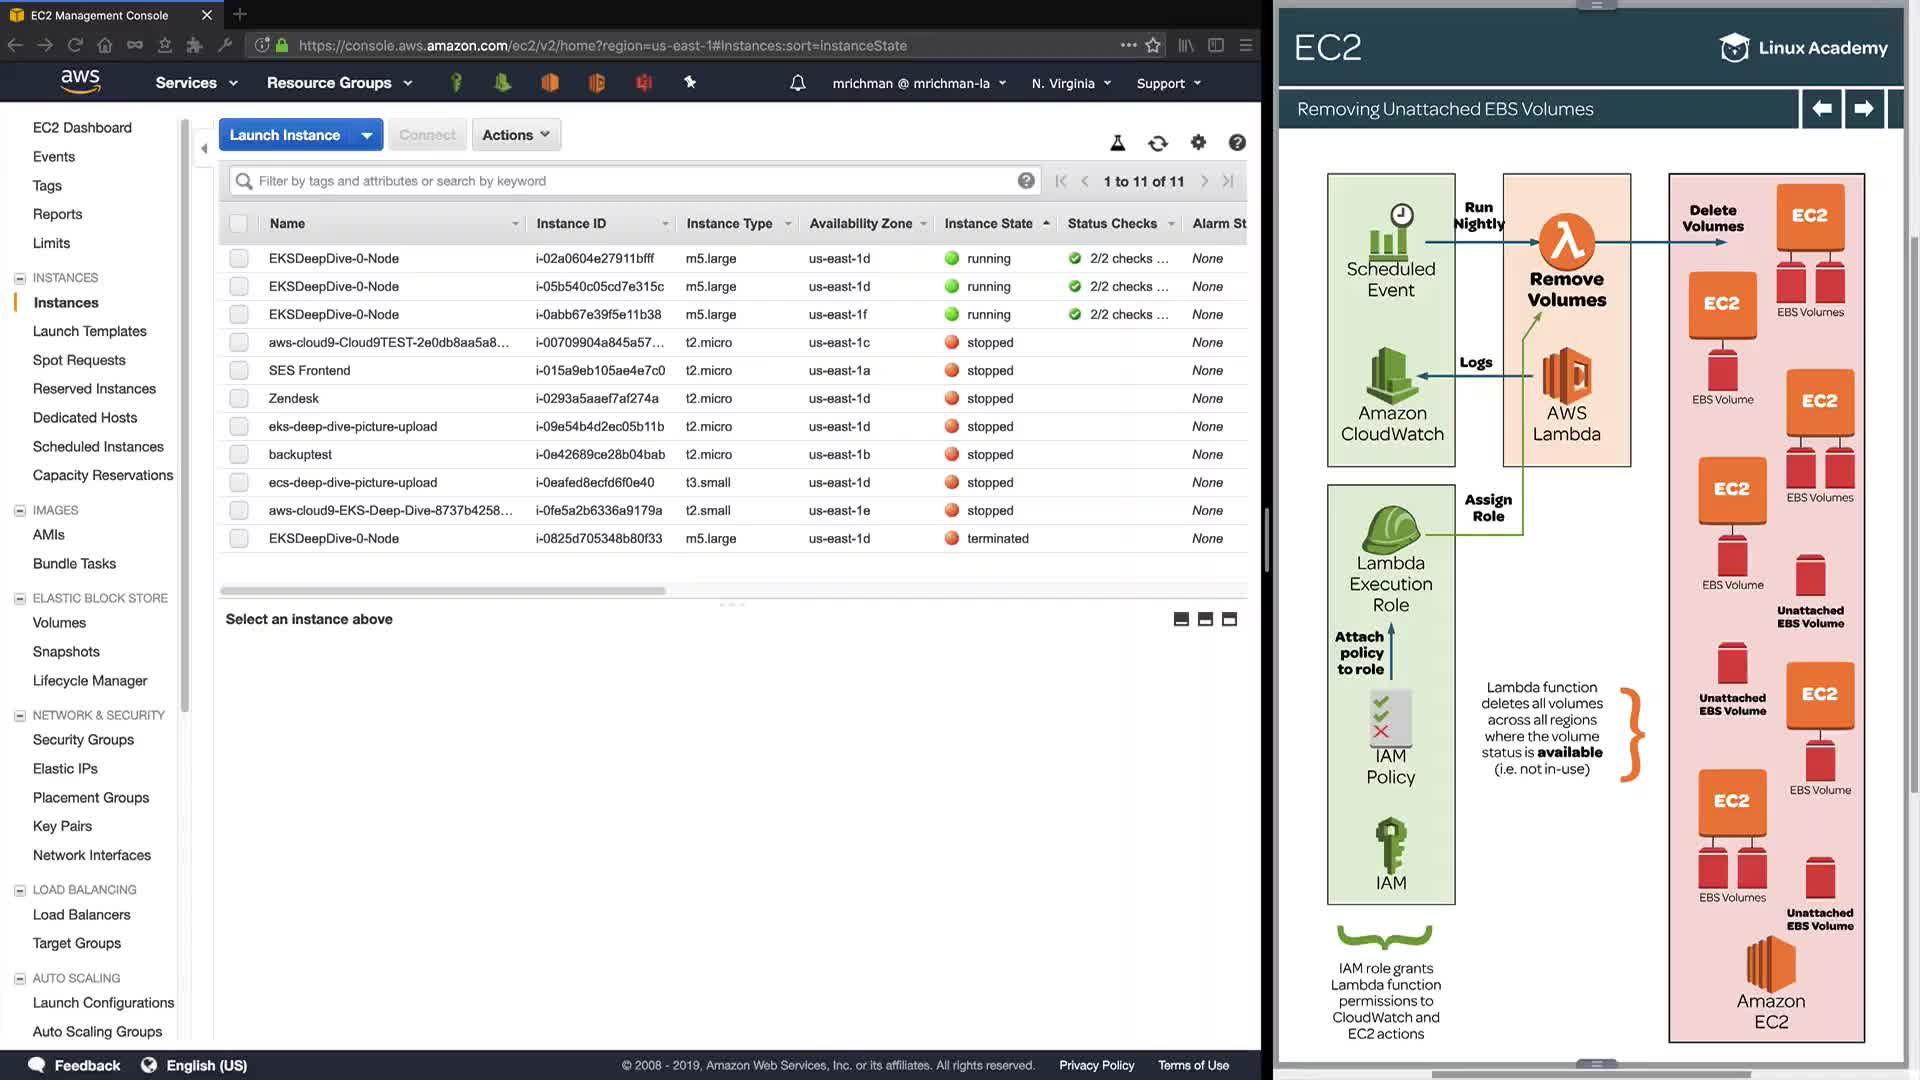 EC2 Management Console
https://console.aws.amazon.com/ec2/v2/home?region=us-east-1#Instances:sort=instanceState
aws
Services
Resource Groups
mrichman @ mrichman-la
N. Virginia
Support
EC2 Dashboard
Events
Tags
Reports
Limits
INSTANCES
Instances
Launch Templates
Spot Requests
Reserved Instances
Dedicated Hosts
Scheduled Instances
Capacity Reservations
IMAGES
AMIs
Bundle Tasks
ELASTIC BLOCK STORE
Volumes
Snapshots
Lifecycle Manager
NETWORK & SECURITY
Security Groups
Elastic IPs
Placement Groups
Key Pairs
Network Interfaces
LOAD BALANCING
Load Balancers
Target Groups
AUTO SCALING
Launch Configurations
Auto Scaling Groups
Launch Instance
Connect
Actions
Filter by tags and attributes or search by keyword
1 to 11 of 11
Name Instance ID Instance Type Availability Zone Instance State Status Checks Alarm St
EKSDeepDive-0-Node i-02a0604e27911bfff m5.large us-east-1d running 2/2 checks ... None
EKSDeepDive-0-Node i-05b540c05cd7e315c m5.large us-east-1d running 2/2 checks ... None
EKSDeepDive-0-Node i-0abb67e39f5e11b38 m5.large us-east-1f running 2/2 checks ... None
aws-cloud9-Cloud9TEST-2e0db8aa5a8... i-00709904a845a57... t2.micro us-east-1c stopped None
SES Frontend i-015a9eb105ae4e7c0 t2.micro us-east-1a stopped None
Zendesk i-0293a5aaef7af274a t2.micro us-east-1d stopped None
eks-deep-dive-picture-upload i-09e54b4d2ec05b11b t2.micro us-east-1d stopped None
backuptest i-0e42689ce28b04bab t2.micro us-east-1b stopped None
ecs-deep-dive-picture-upload i-0eafed8ecfd6f0e40 t3.small us-east-1d stopped None
aws-cloud9-EKS-Deep-Dive-8737b4258... i-0fe5a2b6336a9179a t2.small us-east-1e stopped None
EKSDeepDive-0-Node i-0825d705348b80f33 m5.large us-east-1d terminated None
Select an instance above
Feedback
English (US)
© 2008 - 2019, Amazon Web Services, Inc. or its affiliates. All rights reserved.
Privacy Policy
Terms of Use
EC2
Linux Academy
Removing Unattached EBS Volumes
Scheduled
Event
Run
Nightly
Remove
Volumes
Delete
Volumes
Amazon
CloudWatch
Logs
AWS
Lambda
Assign
Role
Lambda
Execution
Role
Attach
policy
to role
IAM
Policy
IAM
IAM role grants
Lambda function
permissions to
CloudWatch and
EC2 actions
Lambda function
deletes all volumes
across all regions
where the volume
status is available
(i.e. not in-use)
EC2
EBS Volumes
EC2
EBS Volume
EC2
EBS Volumes
EC2
EBS Volume
Unattached
EBS Volume
Unattached
EBS Volume
EC2
EBS Volume
EC2
EBS Volumes
Unattached
EBS Volume
Amazon
EC2